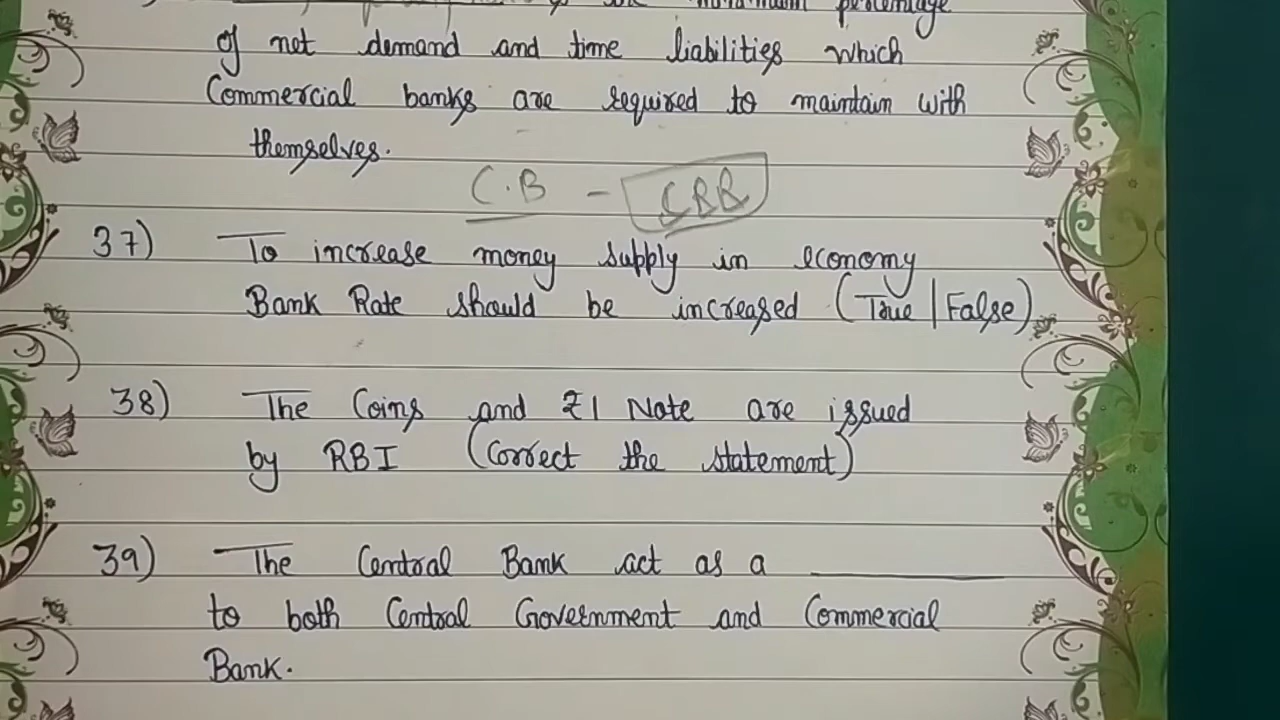 percentage
of net demand and time liabilities which
Commercial banks are required to maintain with
themselves.
C.B - CRR
37) To increase money supply in economy
Bank Rate should be increased (True | False)
38) The Coins and ₹1 Note are issued
by RBI (Correct the statement)
39) The Central Bank act as a ___________
to both Central Government and Commercial
Bank.